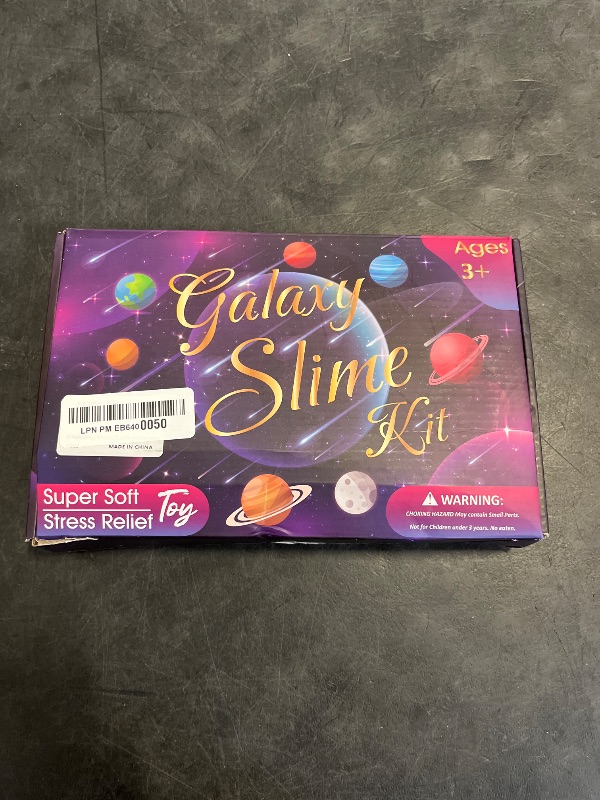 Ages
3+
Galaxy
Slime
Kit
LPN PM EB6400050
MADE IN CHINA
Super Soft
Stress Relief
Toy
WARNING:
CHOKING HAZARD May contain Small Parts.
Not for Children under 3 years. No eaten.